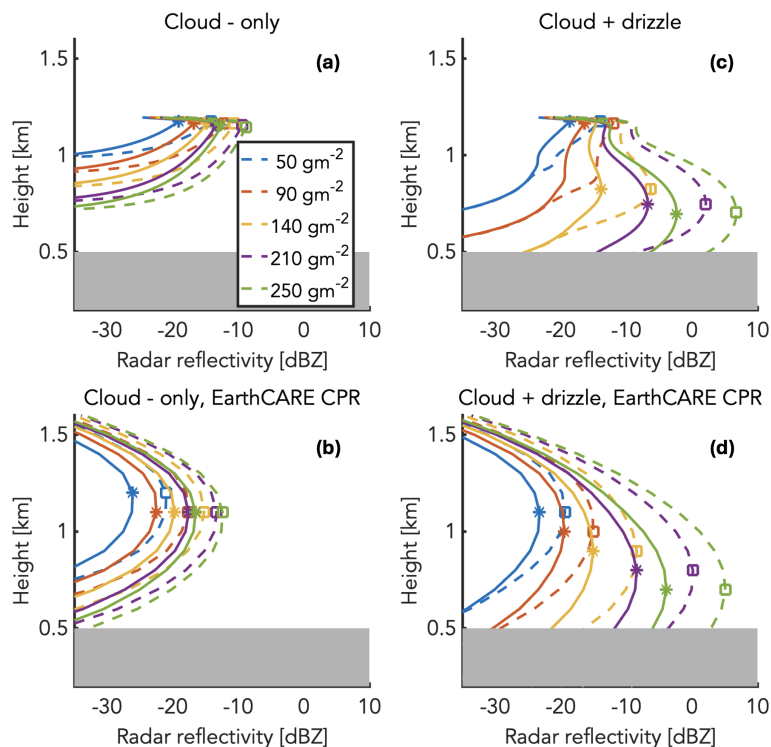 Cloud - only
(a)
Height [km]
1.5
1
0.5
-30 -20 -10 0 10
Radar reflectivity [dBZ]
50 gm-2
90 gm-2
140 gm-2
210 gm-2
250 gm-2
Cloud + drizzle
(c)
Height [km]
1.5
1
0.5
-30 -20 -10 0 10
Radar reflectivity [dBZ]
Cloud - only, EarthCARE CPR
(b)
Height [km]
1.5
1
0.5
-30 -20 -10 0 10
Radar reflectivity [dBZ]
Cloud + drizzle, EarthCARE CPR
(d)
Height [km]
1.5
1
0.5
-30 -20 -10 0 10
Radar reflectivity [dBZ]